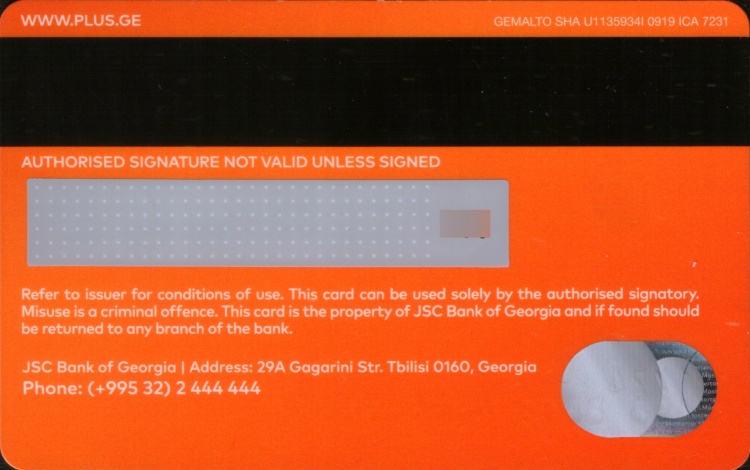 WWW.PLUS.GE
GEMALTO SHA U1135934I 0919 ICA 7231
AUTHORISED SIGNATURE NOT VALID UNLESS SIGNED
Refer to issuer for conditions of use. This card can be used solely by the authorised signatory.
Misuse is a criminal offence. This card is the property of JSC Bank of Georgia and if found should
be returned to any branch of the bank.
JSC Bank of Georgia | Address: 29A Gagarini Str. Tbilisi 0160, Georgia
Phone: (+995 32) 2 444 444